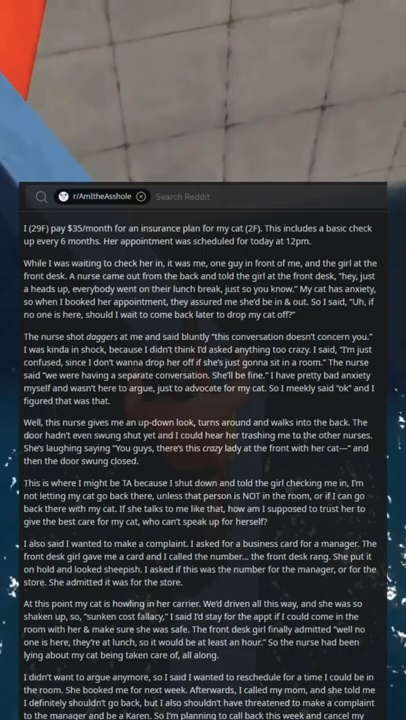 r/AmItheAsshole Search Reddit
I (29F) pay $35/month for an insurance plan for my cat (2F). This includes a basic check
up every 6 months. Her appointment was scheduled for today at 12pm.
While I was waiting to check her in, it was me, one guy in front of me, and the girl at the
front desk. A nurse came out from the back and told the girl at the front desk, "hey, just
a heads up, everybody went on their lunch break, just so you know." My cat has anxiety,
so when I booked her appointment, they assured me she'd be in & out. So I said, "Uh, if
no one is here, should I wait to come back later to drop my cat off?"
The nurse shot daggers at me and said bluntly "this conversation doesn't concern you."
I was kinda in shock, because I didn't think I'd asked anything too crazy. I said, "I'm just
confused, since I don't wanna drop her off if she's just gonna sit in a room." The nurse
said "we were having a separate conversation. She'll be fine." I have pretty bad anxiety
myself and wasn't here to argue, just to advocate for my cat. So I meekly said "ok" and I
figured that was that.
Well, this nurse gives me an up-down look, turns around and walks into the back. The
door hadn't even swung shut yet and I could hear her trashing me to the other nurses.
She's laughing saying "You guys, there's this crazy lady at the front with her cat—" and
then the door swung closed.
This is where I might be TA because I shut down and told the girl checking me in, I'm
not letting my cat go back there, unless that person is NOT in the room, or if I can go
back there with my cat. If she talks to me like that, how am I supposed to trust her to
give the best care for my cat, who can't speak up for herself?
I also said I wanted to make a complaint. I asked for a business card for a manager. The
front desk girl gave me a card and I called the number... the front desk rang. She put it
on hold and looked sheepish. I asked if this was the number for the manager, or for the
store. She admitted it was for the store.
At this point my cat is howling in her carrier. We'd driven all this way, and she was so
shaken up, so, "sunken cost fallacy," I said I'd stay for the appt if I could come in the
room with her & make sure she was safe. The front desk girl finally admitted "well no
one is here, they're at lunch, so it would be at least an hour." So the nurse had been
lying about my cat being taken care of, all along.
I didn't want to argue anymore, so I said I wanted to reschedule for a time I could be in
the room. She booked me for next week. Afterwards, I called my mom, and she told me
I definitely shouldn't go back, but I also shouldn't have threatened to make a complaint
to the manager and be a Karen. So I'm planning to call back this week and cancel my